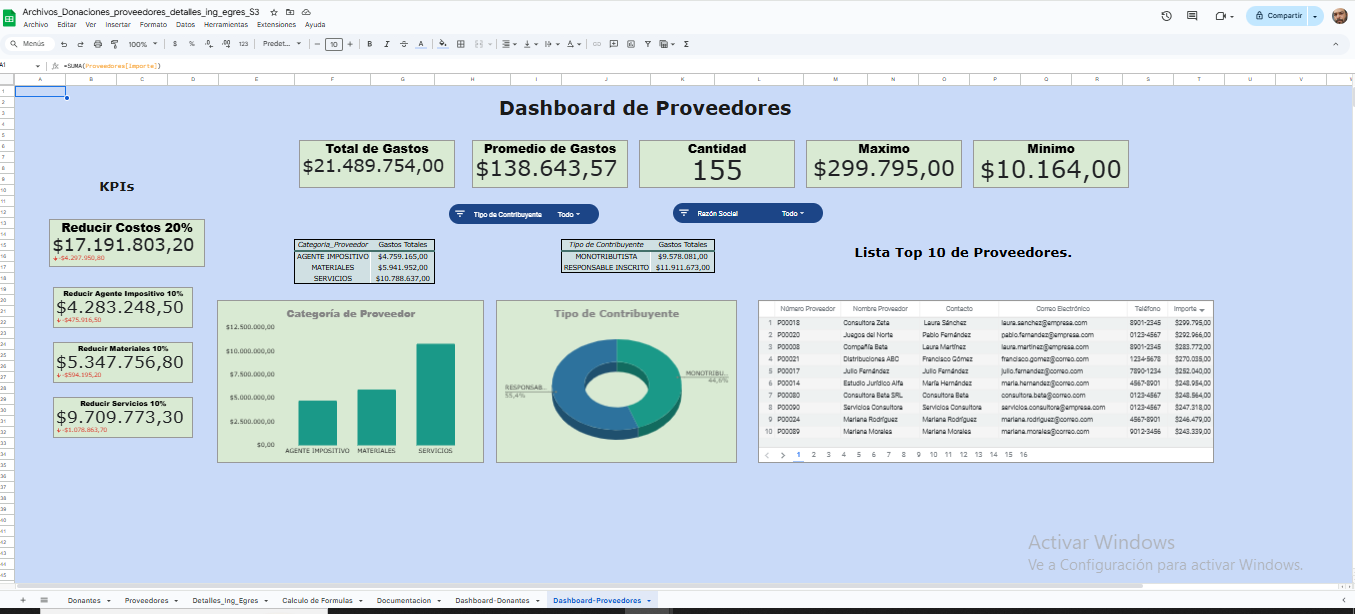 Archivos_Donaciones_proveedores_detalles_ing_egres_S3
Archivo Editar Ver Insertar Formato Datos Herramientas Extensiones Ayuda
Compartir
Menús 100% $ % 123 Predet... 10 B I A
A1 =SUMA(Proveedores[Importe])
A B C D E F G H I J K L M N O P Q R S T U V
Dashboard de Proveedores
Total de Gastos Promedio de Gastos Cantidad Maximo Minimo
$21.489.754,00 $138.643,57 155 $299.795,00 $10.164,00
KPIs
Tipo de Contribuyente Todo Razón Social Todo
Reducir Costos 20%
$17.191.803,20
-$4.297.950,80
Categoria_Proveedor Gastos Totales
AGENTE IMPOSITIVO $4.759.165,00
MATERIALES $5.941.952,00
SERVICIOS $10.788.637,00
Tipo de Contribuyente Gastos Totales
MONOTRIBUTISTA $9.578.081,00
RESPONSABLE INSCRITO $11.911.673,00
Lista Top 10 de Proveedores.
Reducir Agente Impositivo 10%
$4.283.248,50
-$475.916,50
Reducir Materiales 10%
$5.347.756,80
-$594.195,20
Reducir Servicios 10%
$9.709.773,30
-$1.078.863,70
Categoría de Proveedor
$12.500.000,00
$10.000.000,00
$7.500.000,00
$5.000.000,00
$2.500.000,00
$0,00
AGENTE IMPOSITIVO MATERIALES SERVICIOS
Tipo de Contribuyente
RESPONSAB...
55,4%
MONOTRIBU...
44,6%
Número Proveedor Nombre Proveedor Contacto Correo Electrónico Teléfono Importe
1 P00018 Consultora Zeta Laura Sánchez laura.sanchez@empresa.com 8901-2345 $299.795,00
2 P00020 Juegos del Norte Pablo Fernández pablo.fernandez@empresa.com 0123-4567 $292.966,00
3 P00008 Compañía Beta Laura Martínez laura.martinez@empresa.com 8901-2345 $283.772,00
4 P00021 Distribuciones ABC Francisco Gómez francisco.gomez@correo.com 1234-5678 $270.035,00
5 P00017 Julio Fernández Julio Fernández julio.fernandez@correo.com 7890-1234 $252.040,00
6 P00014 Estudio Jurídico Alfa María Hernández maria.hernandez@correo.com 4567-8901 $248.954,00
7 P00080 Consultora Beta SRL Consultora Beta consultora.beta@correo.com 0123-4567 $248.564,00
8 P00090 Servicios Consultora Servicios Consultora servicios.consultora@empresa.com 0123-4567 $247.318,00
9 P00024 Mariana Rodríguez Mariana Rodríguez mariana.rodriguez@correo.com 4567-8901 $246.479,00
10 P00089 Mariana Morales Mariana Morales mariana.morales@correo.com 9012-3456 $243.339,00
1 2 3 4 5 6 7 8 9 10 11 12 13 14 15 16
Activar Windows
Ve a Configuración para activar Windows.
Donantes Proveedores Detalles_Ing_Egres Calculo de Formulas Documentacion Dashboard-Donantes Dashboard-Proveedores